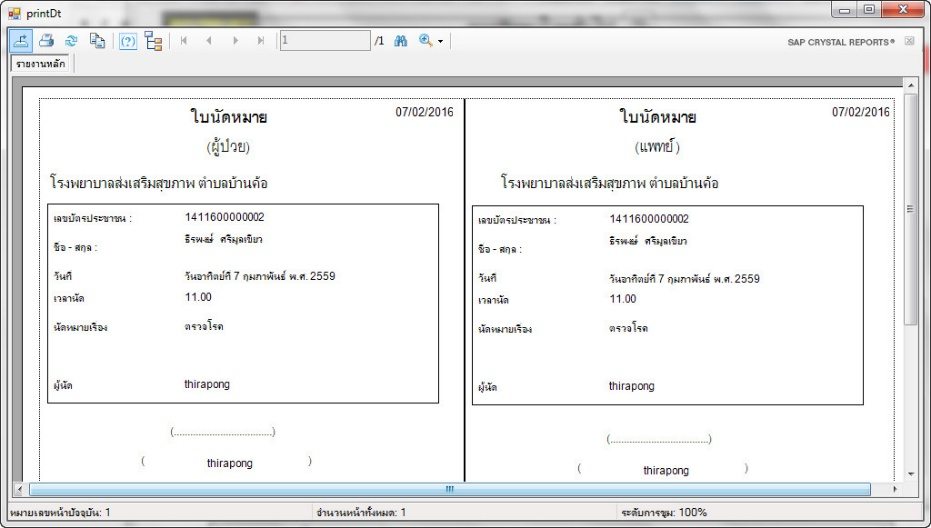 printDt
1 /1 SAP CRYSTAL REPORTS®
รายงานหลัก
ใบนัดหมาย 07/02/2016
(ผู้ป่วย)
โรงพยาบาลส่งเสริมสุขภาพ ตำบลบ้านค้อ
เลขบัตรประชาชน : 1411600000002
ชื่อ - สกุล : ธิรพงษ์ ศรีมุลเขียว
วันที่ วันอาทิตย์ที่ 7 กุมภาพันธ์ พ.ศ. 2559
เวลานัด 11.00
นัดหมายเรื่อง ตรวจโรค
ผู้นัด thirapong
(..................................)
( thirapong )
ใบนัดหมาย 07/02/2016
(แพทย์)
โรงพยาบาลส่งเสริมสุขภาพ ตำบลบ้านค้อ
เลขบัตรประชาชน : 1411600000002
ชื่อ - สกุล : ธิรพงษ์ ศรีมุลเขียว
วันที่ วันอาทิตย์ที่ 7 กุมภาพันธ์ พ.ศ. 2559
เวลานัด 11.00
นัดหมายเรื่อง ตรวจโรค
ผู้นัด thirapong
(..................................)
( thirapong )
หมายเลขหน้าปัจจุบัน: 1 จำนวนหน้าทั้งหมด: 1 ระดับการซูม: 100%